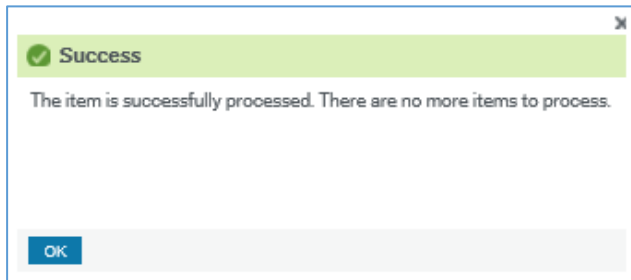 Success
The item is successfully processed. There are no more items to process.
OK